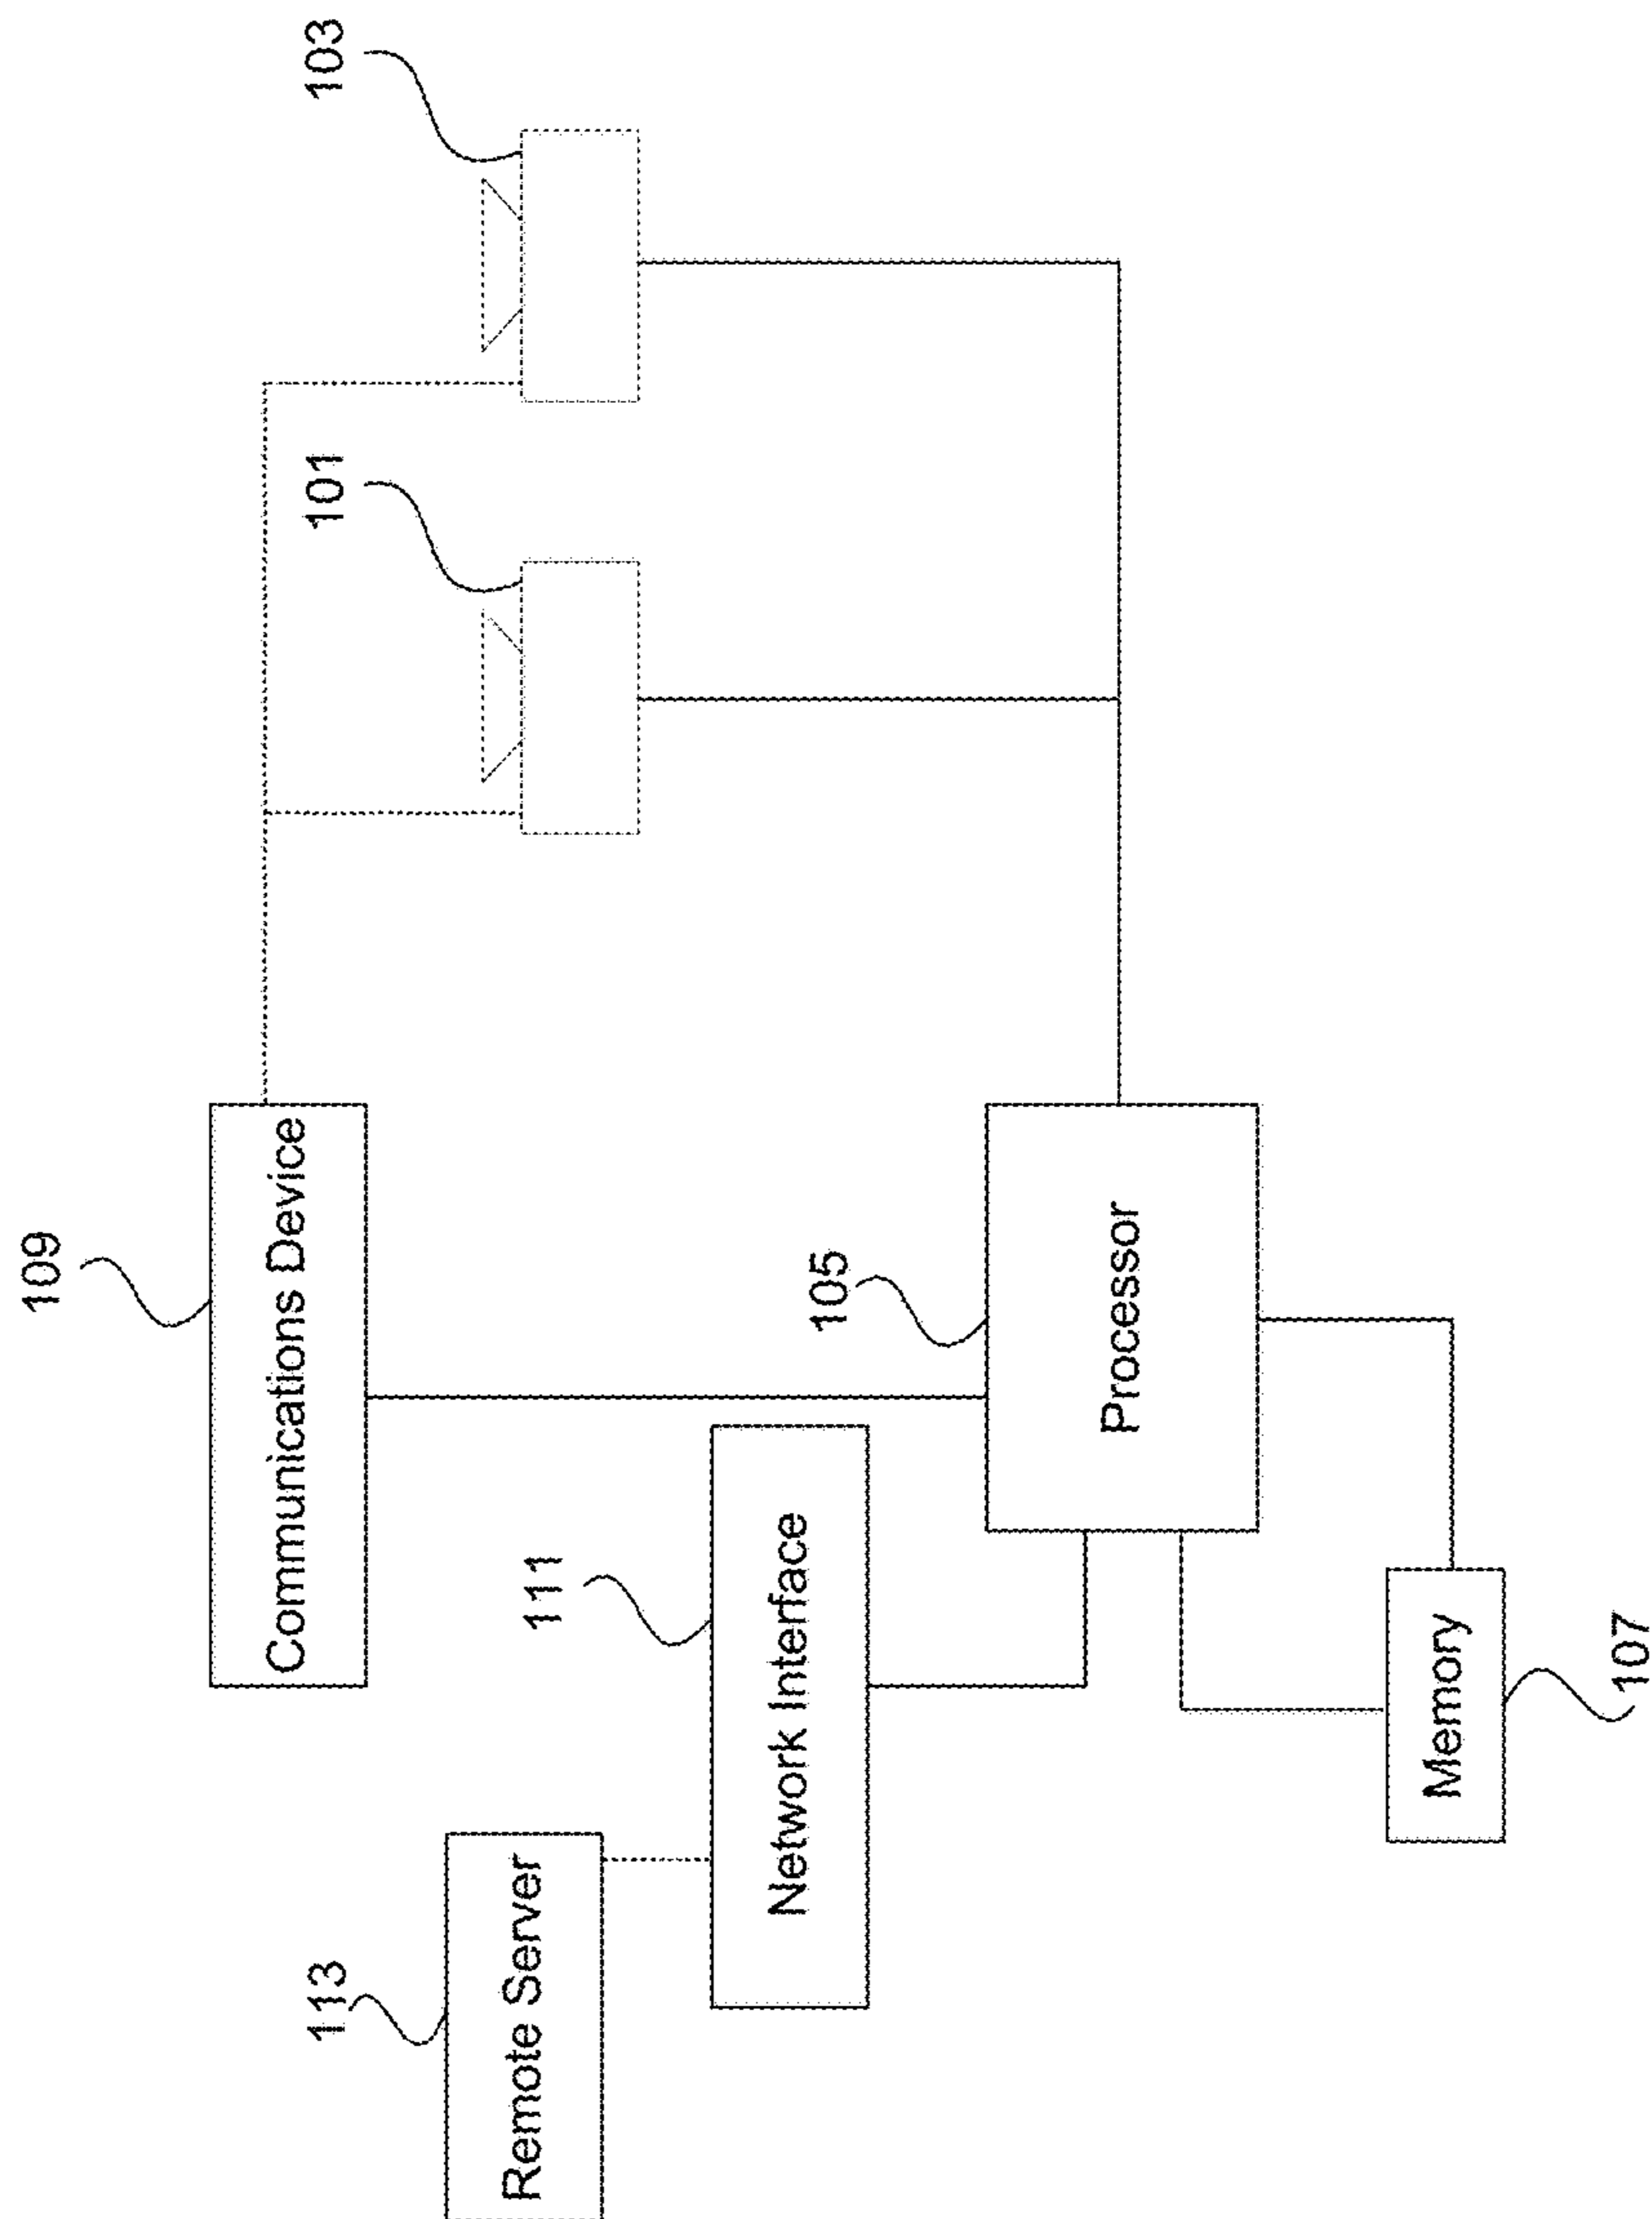 113
Remote Server
111
Network Interface
109
Communications Device
107
Memory
105
Processor
101
103